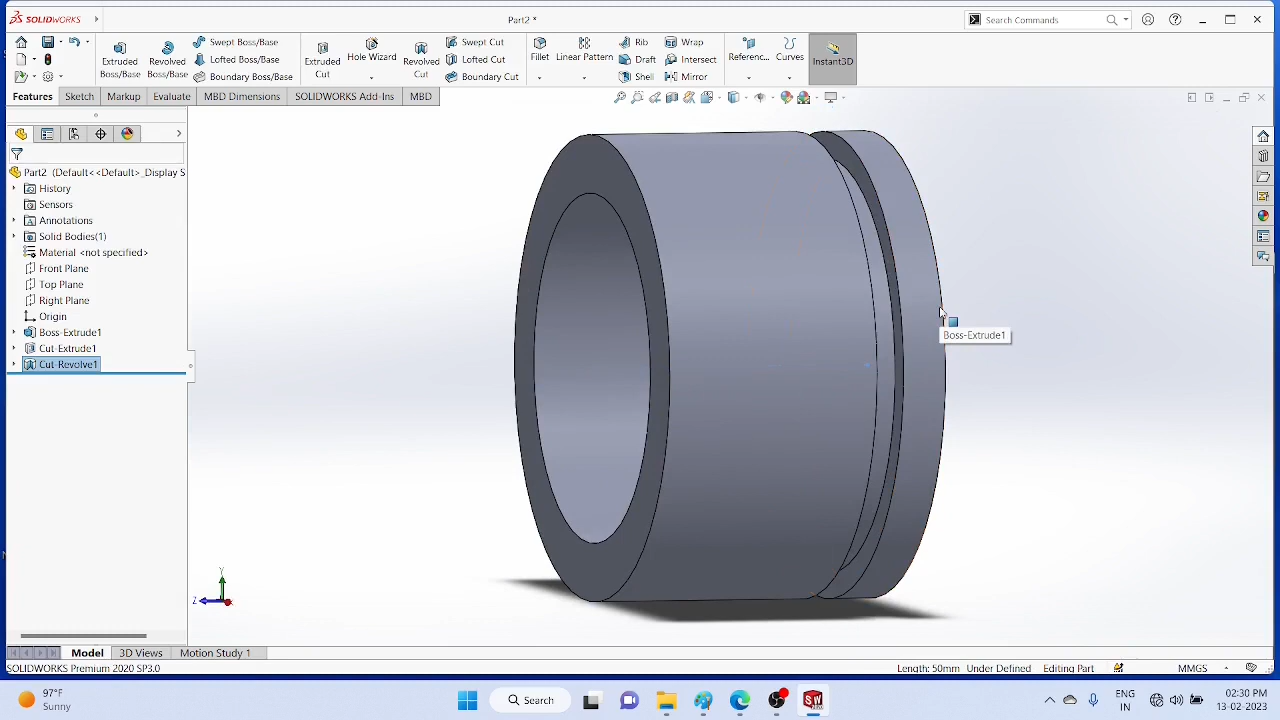 SOLIDWORKS
Part2 *
Search Commands
Extruded Boss/Base
Revolved Boss/Base
Swept Boss/Base
Lofted Boss/Base
Boundary Boss/Base
Extruded Cut
Hole Wizard
Revolved Cut
Swept Cut
Lofted Cut
Boundary Cut
Fillet
Linear Pattern
Rib
Draft
Shell
Wrap
Intersect
Mirror
Referenc...
Curves
Instant3D
Features
Sketch
Markup
Evaluate
MBD Dimensions
SOLIDWORKS Add-Ins
MBD
Part2 (Default<<Default>_Display S
History
Sensors
Annotations
Solid Bodies(1)
Material <not specified>
Front Plane
Top Plane
Right Plane
Origin
Boss-Extrude1
Cut-Extrude1
Cut-Revolve1
Boss-Extrude1
Y
Z
Model
3D Views
Motion Study 1
SOLIDWORKS Premium 2020 SP3.0
Length: 50mm
Under Defined
Editing Part
MMGS
97°F
Sunny
Search
ENG
IN
02:30 PM
13-02-2023